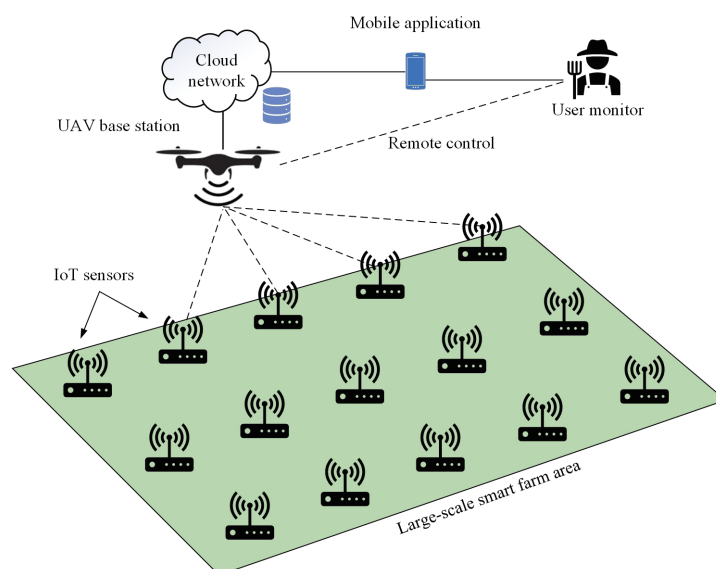 Mobile application
Cloud
network
UAV base station
User monitor
Remote control
IoT sensors
Large-scale smart farm area